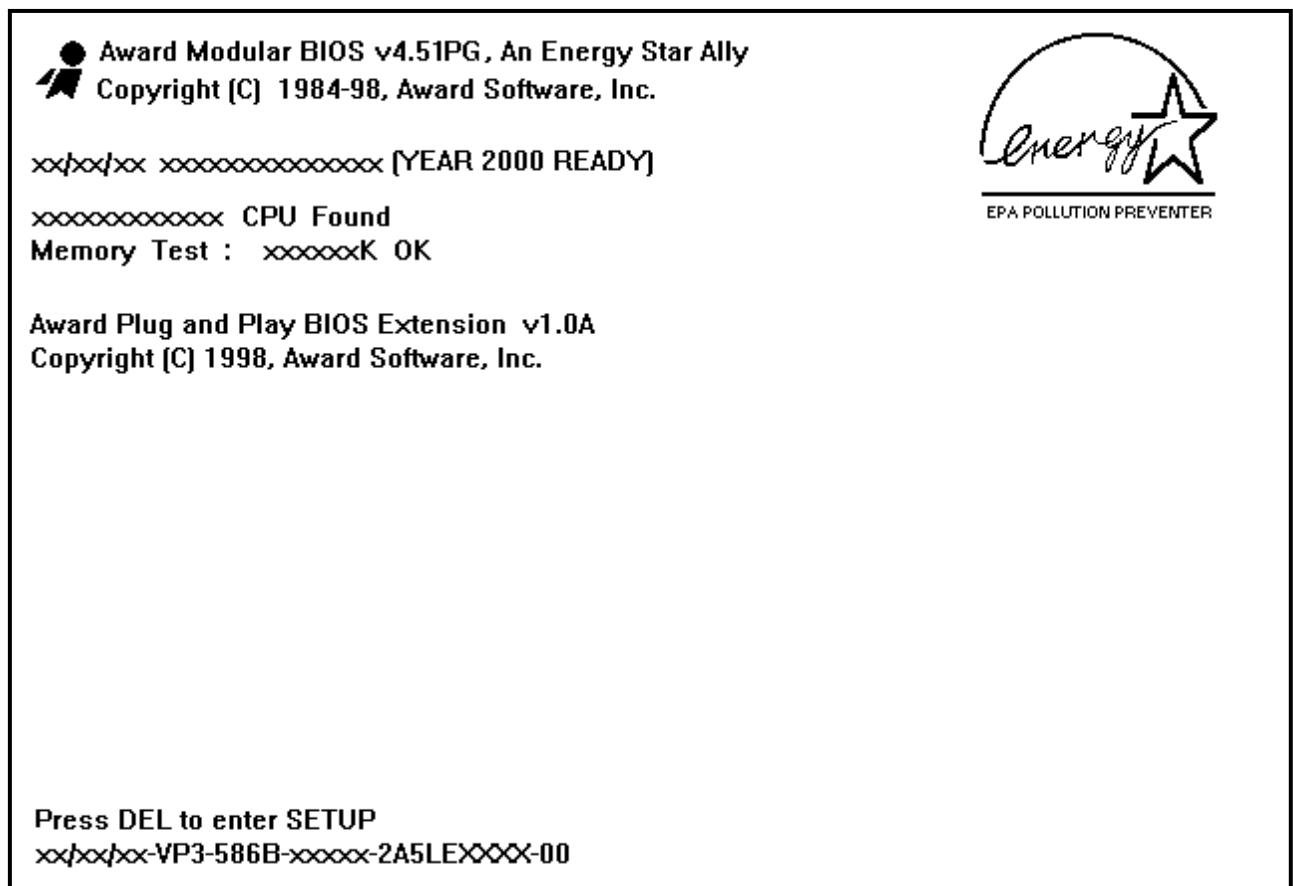 Award Modular BIOS v4.51PG, An Energy Star Ally
Copyright (C) 1984-98, Award Software, Inc.
energy
EPA POLLUTION PREVENTER
xx/xx/xx xxxxxxxxxxxxxx (YEAR 2000 READY)
xxxxxxxxxxxx CPU Found
Memory Test : xxxxxxK OK
Award Plug and Play BIOS Extension v1.0A
Copyright (C) 1998, Award Software, Inc.
Press DEL to enter SETUP
xx/xx/xx-VP3-586B-xxxxx-2A5LEXXXX-00